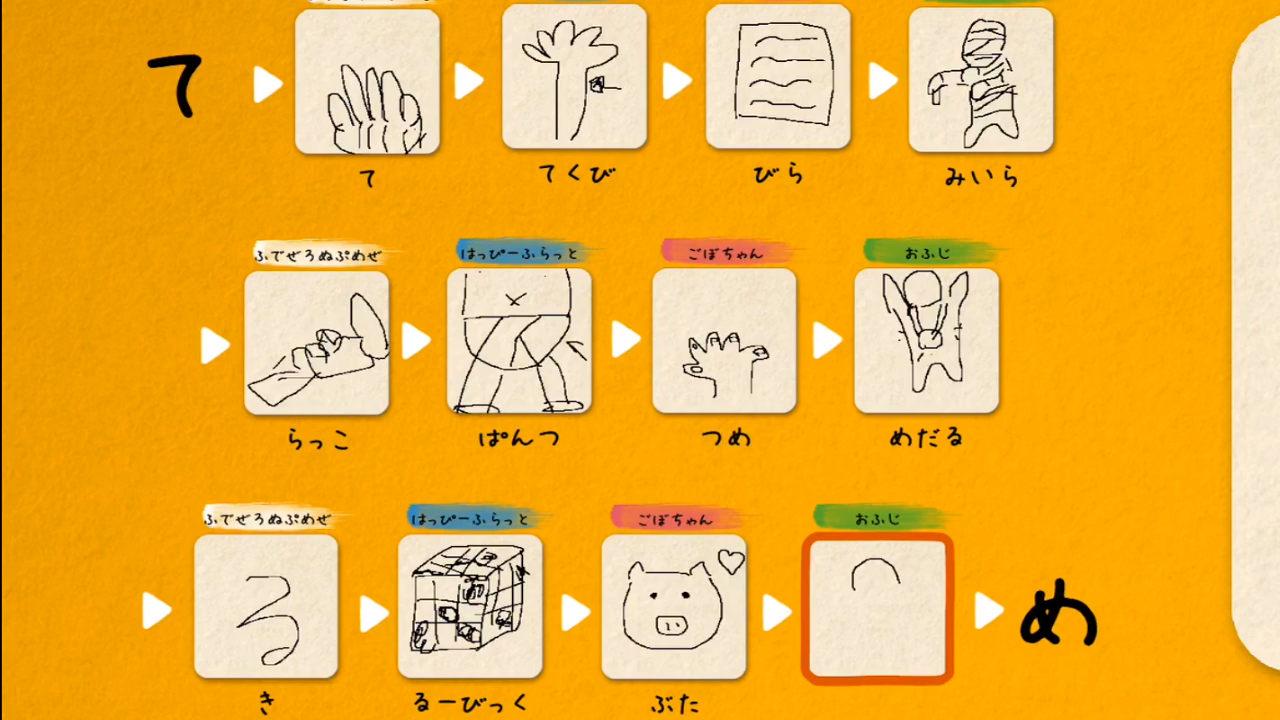 て
て
てくび
びら
みいら
ふでぜろぬぷめぜ
はっぴーふらっと
ごぼちゃん
おふじ
らっこ
ぱんつ
つめ
めだる
ふでぜろぬぷめぜ
はっぴーふらっと
ごぼちゃん
おふじ
る
め
き
るーびっく
ぶた